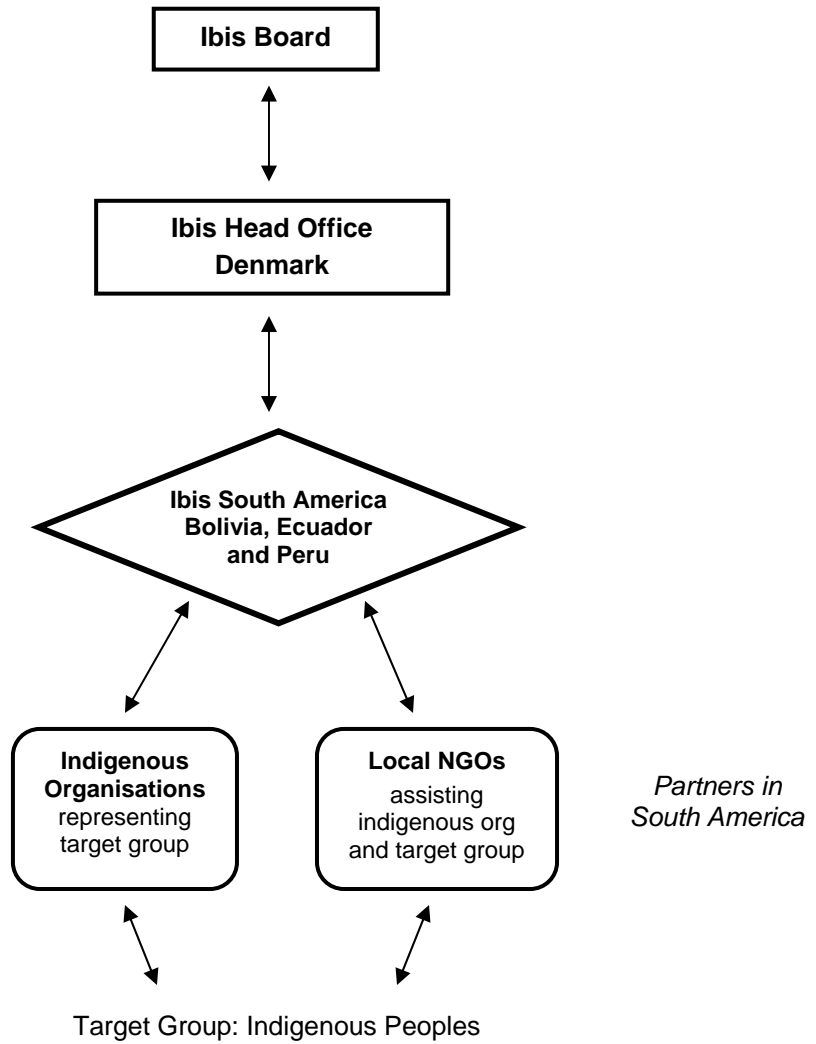 Ibis Board
Ibis Head Office
Denmark
Ibis South America
Bolivia, Ecuador
and Peru
Indigenous
Organisations
representing
target group
Local NGOs
assisting
indigenous org
and target group
Partners in
South America
Target Group: Indigenous Peoples